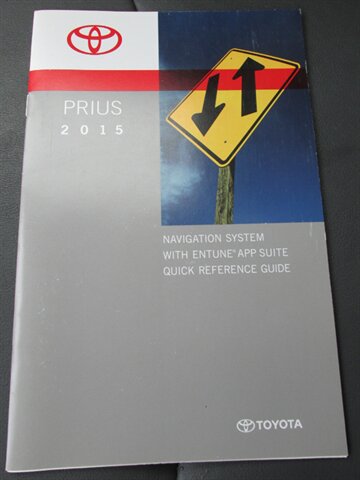 PRIUS
2015
NAVIGATION SYSTEM
WITH ENTUNE® APP SUITE
QUICK REFERENCE GUIDE
TOYOTA